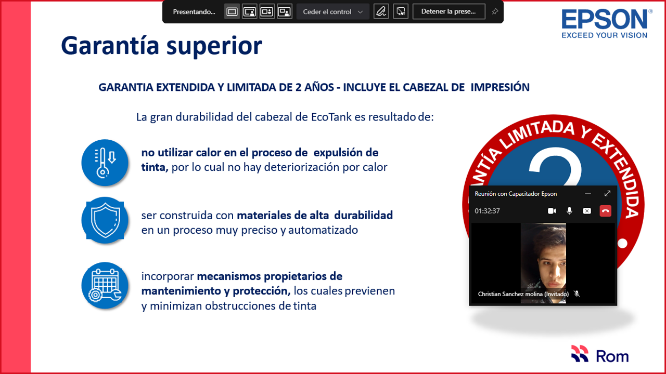 Presentando...
Ceder el control
Detener la prese...
EPSON®
EXCEED YOUR VISION
Garantía superior
GARANTIA EXTENDIDA Y LIMITADA DE 2 AÑOS - INCLUYE EL CABEZAL DE IMPRESIÓN
La gran durabilidad del cabezal de EcoTank es resultado de:
no utilizar calor en el proceso de expulsión de
tinta, por lo cual no hay deteriorización por calor
ser construida con materiales de alta durabilidad
en un proceso muy preciso y automatizado
incorporar mecanismos propietarios de
mantenimiento y protección, los cuales previenen
y minimizan obstrucciones de tinta
LIMITADA Y EXTENDIDA
2
Reunión con Capacitador Epson
01:32:37
Christian Sanchez molina (Invitado)
Rom